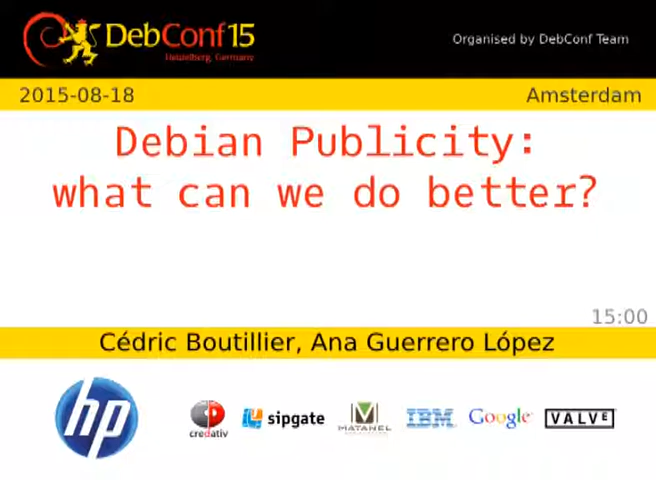 DebConf15
Heidelberg, Germany
Organised by DebConf Team
2015-08-18
Amsterdam
Debian Publicity:
what can we do better?
15:00
Cédric Boutillier, Ana Guerrero López
hp
credativ
sipgate
MATANEL
IBM
Google
VALVE